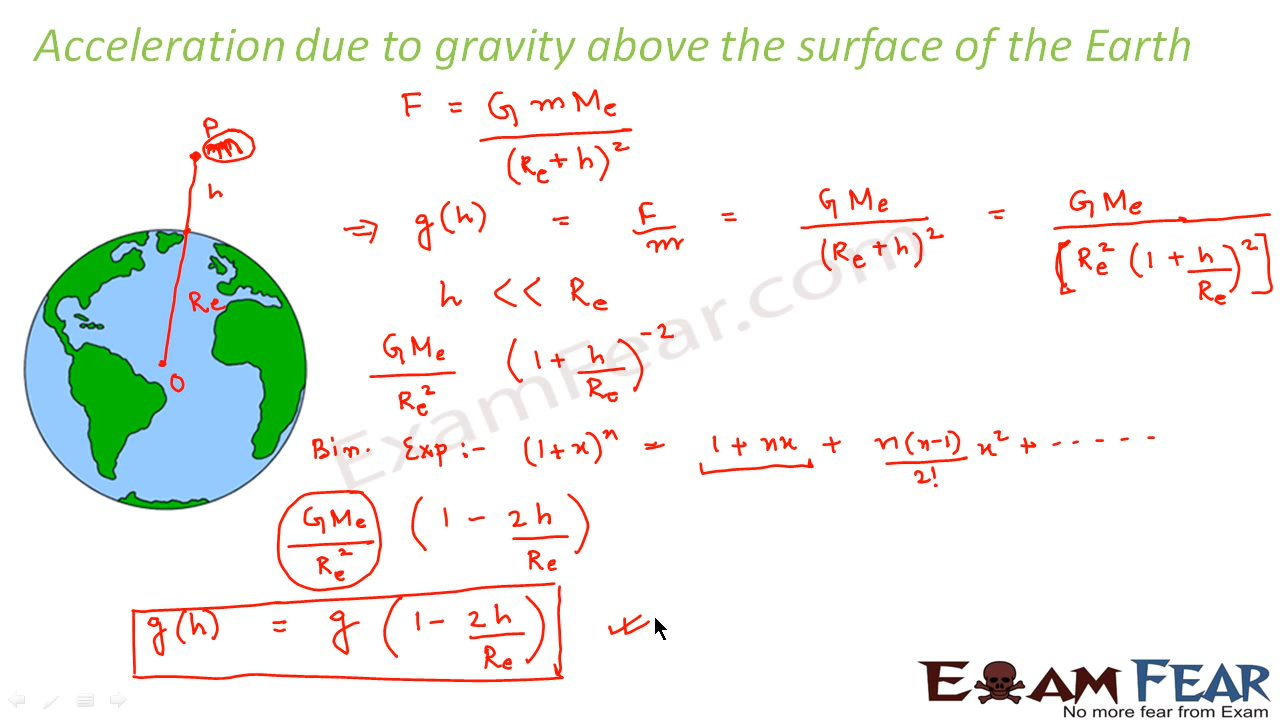 Acceleration due to gravity above the surface of the Earth
P
m
h
Re
O
F = G m Me / (Re + h)²
⇒ g(h) = F/m = G Me / (Re + h)² = G Me / [Re² (1 + h/Re)²]
h << Re
G Me / Re² (1 + h/Re)⁻²
Bin. Exp :- (1+x)ⁿ = 1 + nx + n(n-1)/2! x² + ------
G Me / Re² (1 - 2h/Re)
g(h) = g (1 - 2h/Re)
ExamFear.com
EXAM FEAR
No more fear from Exam